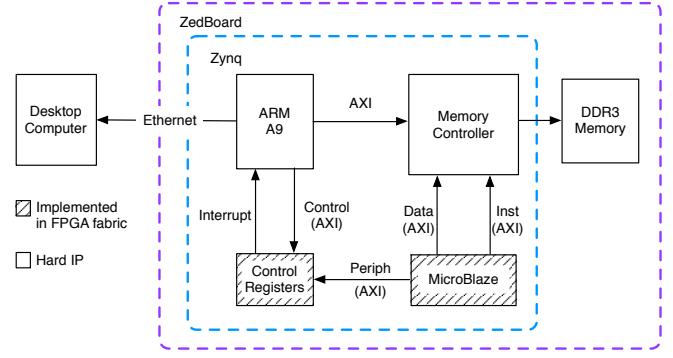 ZedBoard
Zynq
Desktop
Computer
Ethernet
ARM
A9
AXI
Memory
Controller
DDR3
Memory
Implemented
in FPGA fabric
Hard IP
Interrupt
Control
(AXI)
Data
(AXI)
Inst
(AXI)
Control
Registers
Periph
(AXI)
MicroBlaze